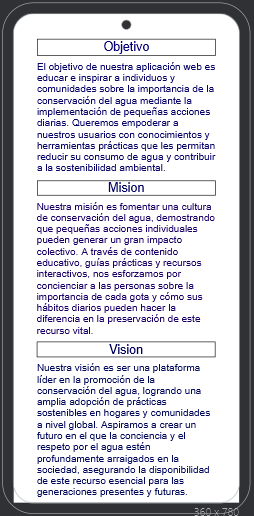 Objetivo
El objetivo de nuestra aplicación web es
educar e inspirar a individuos y
comunidades sobre la importancia de la
conservación del agua mediante la
implementación de pequeñas acciones
diarias. Queremos empoderar a
nuestros usuarios con conocimientos y
herramientas prácticas que les permitan
reducir su consumo de agua y contribuir
a la sostenibilidad ambiental.
Mision
Nuestra misión es fomentar una cultura
de conservación del agua, demostrando
que pequeñas acciones individuales
pueden generar un gran impacto
colectivo. A través de contenido
educativo, guías prácticas y recursos
interactivos, nos esforzamos por
concienciar a las personas sobre la
importancia de cada gota y cómo sus
hábitos diarios pueden hacer la
diferencia en la preservación de este
recurso vital.
Vision
Nuestra visión es ser una plataforma
líder en la promoción de la
conservación del agua, logrando una
amplia adopción de prácticas
sostenibles en hogares y comunidades
a nivel global. Aspiramos a crear un
futuro en el que la conciencia y el
respeto por el agua estén
profundamente arraigados en la
sociedad, asegurando la disponibilidad
de este recurso esencial para las
generaciones presentes y futuras.
360 x 780